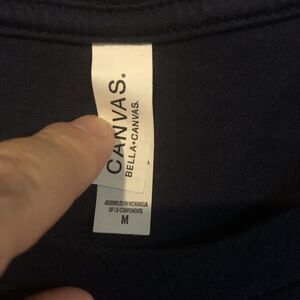 CANVAS.
BELLA+CANVAS.
ASSEMBLED IN NICARAGUA
OF US COMPONENTS
M